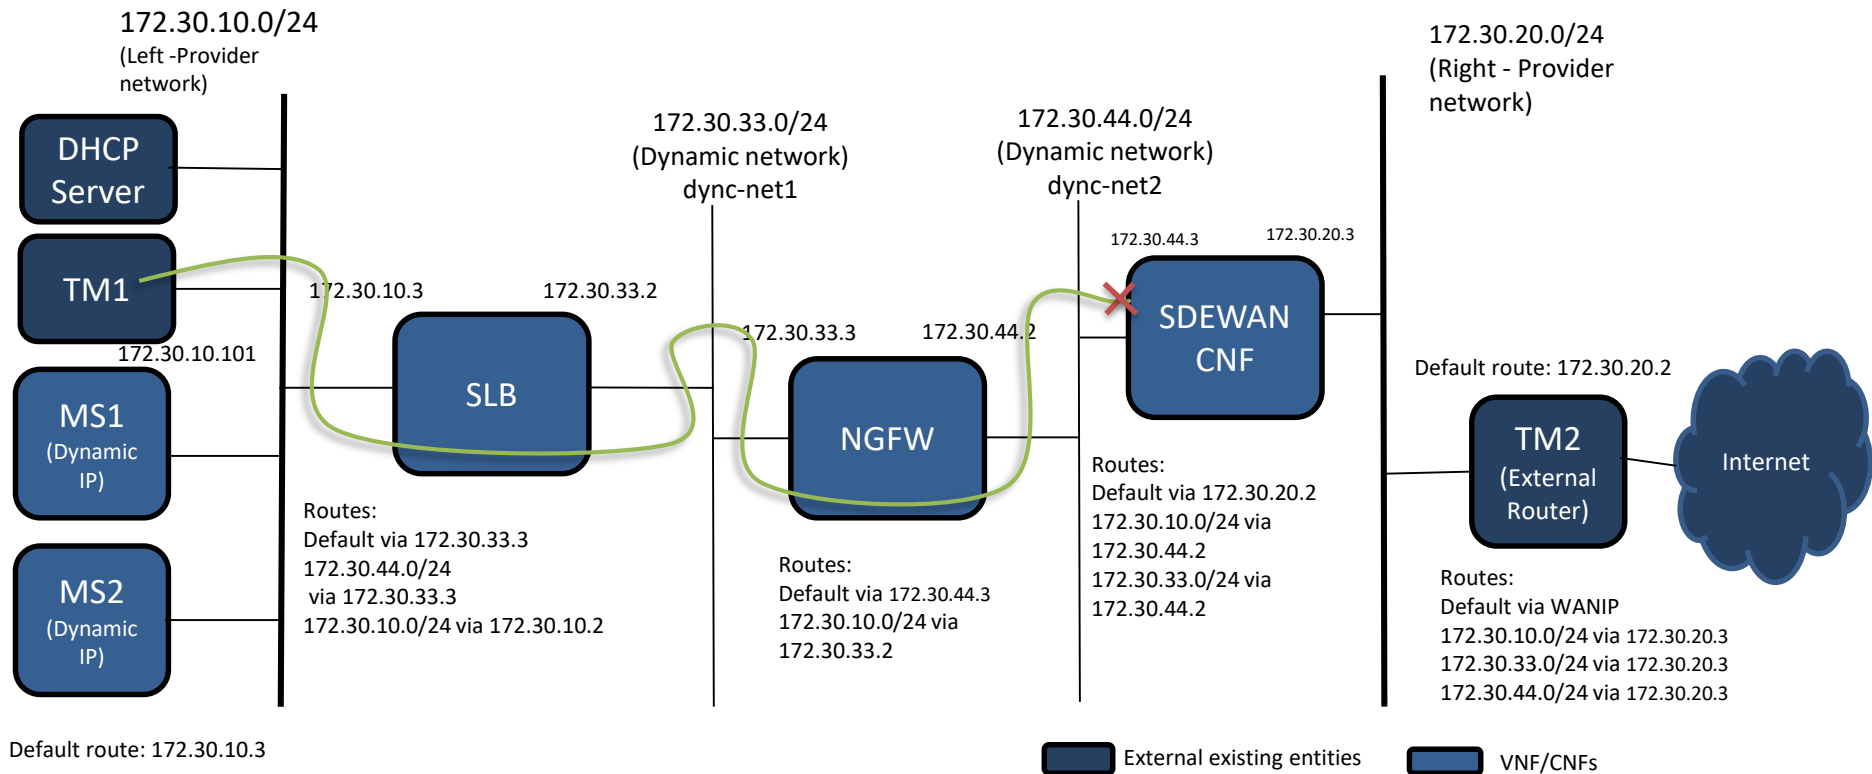 172.30.10.0/24
(Left -Provider
network)
DHCP
Server
TM1
172.30.10.101
MS1
(Dynamic
IP)
MS2
(Dynamic
IP)
Default route: 172.30.10.3
172.30.10.3
172.30.33.2
SLB
Routes:
Default via 172.30.33.3
172.30.44.0/24
via 172.30.33.3
172.30.10.0/24 via 172.30.10.2
172.30.33.0/24
(Dynamic network)
dync-net1
172.30.33.3
172.30.44.2
NGFW
Routes:
Default via 172.30.44.3
172.30.10.0/24 via
172.30.33.2
172.30.44.0/24
(Dynamic network)
dync-net2
172.30.44.3
172.30.20.3
SDEWAN
CNF
Routes:
Default via 172.30.20.2
172.30.10.0/24 via
172.30.44.2
172.30.33.0/24 via
172.30.44.2
172.30.20.0/24
(Right - Provider
network)
Default route: 172.30.20.2
TM2
(External
Router)
Internet
Routes:
Default via WANIP
172.30.10.0/24 via 172.30.20.3
172.30.33.0/24 via 172.30.20.3
172.30.44.0/24 via 172.30.20.3
External existing entities
VNF/CNFs